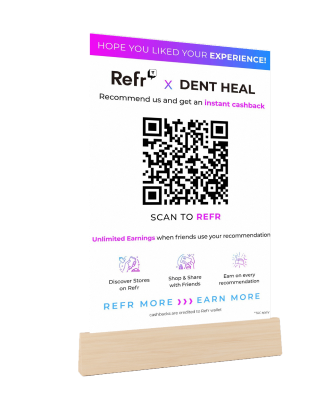 HOPE YOU LIKED YOUR EXPERIENCE!
Refr x DENT HEAL
Recommend us and get an instant cashback
SCAN TO REFR
Unlimited Earnings when friends use your recommendation
Discover Stores on Refr
Shop & Share with Friends
Earn on every recommendation
REFR MORE ❯❯❯ EARN MORE
cashbacks are credited to Refr wallet